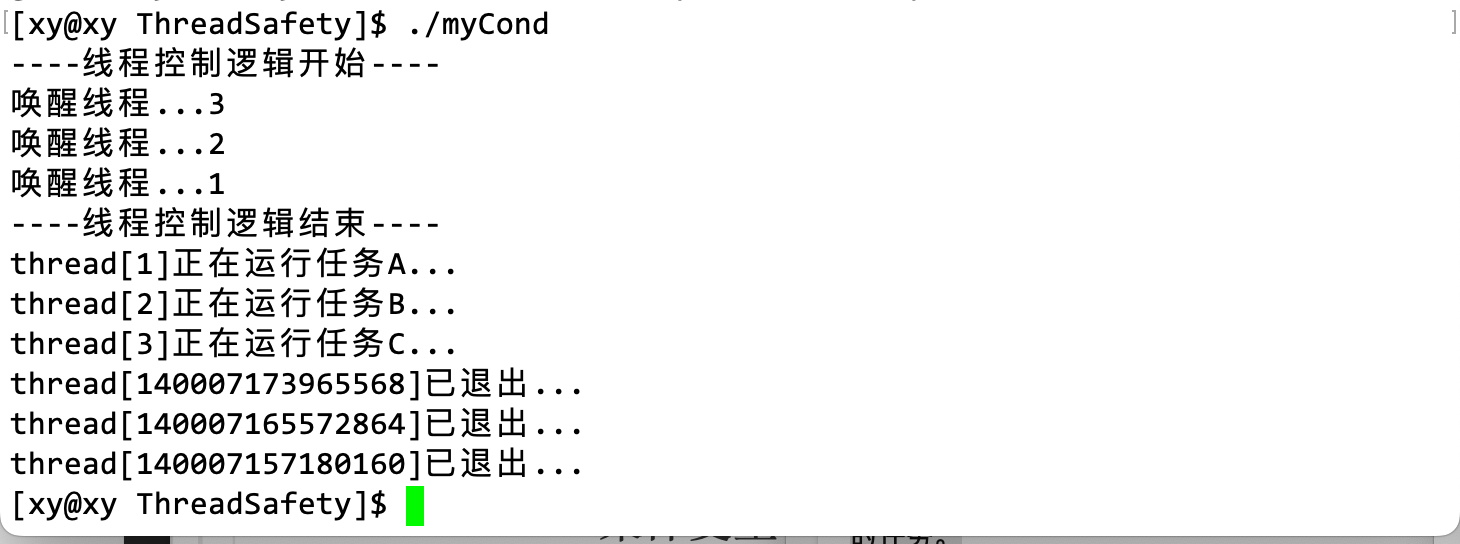 [xy@xy ThreadSafety]$ ./myCond
----线程控制逻辑开始----
唤醒线程...3
唤醒线程...2
唤醒线程...1
----线程控制逻辑结束----
thread[1]正在运行任务A...
thread[2]正在运行任务B...
thread[3]正在运行任务C...
thread[140007173965568]已退出...
thread[140007165572864]已退出...
thread[140007157180160]已退出...
[xy@xy ThreadSafety]$